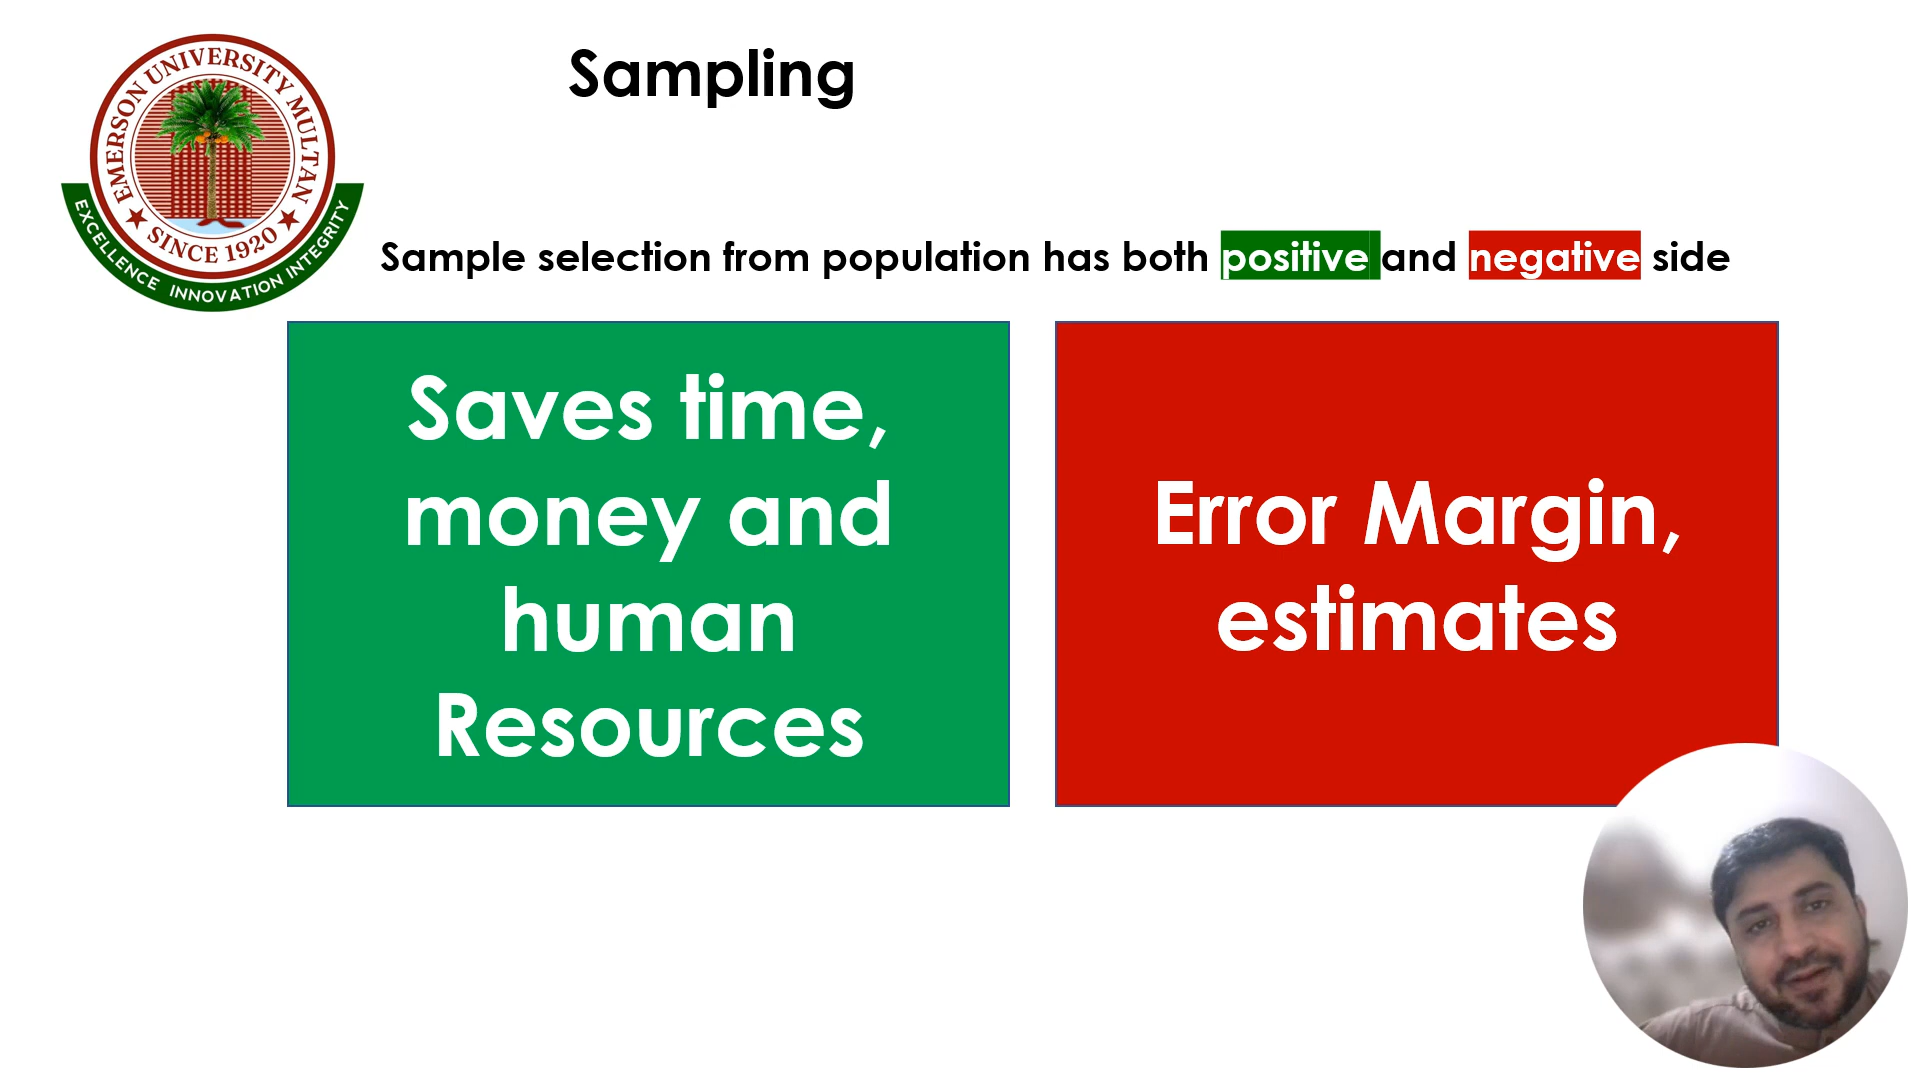 Sampling
EMERSON UNIVERSITY MULTAN
SINCE 1920
EXCELLENCE INNOVATION INTEGRITY
Sample selection from population has both positive and negative side
Saves time,
money and
human
Resources
Error Margin,
estimates